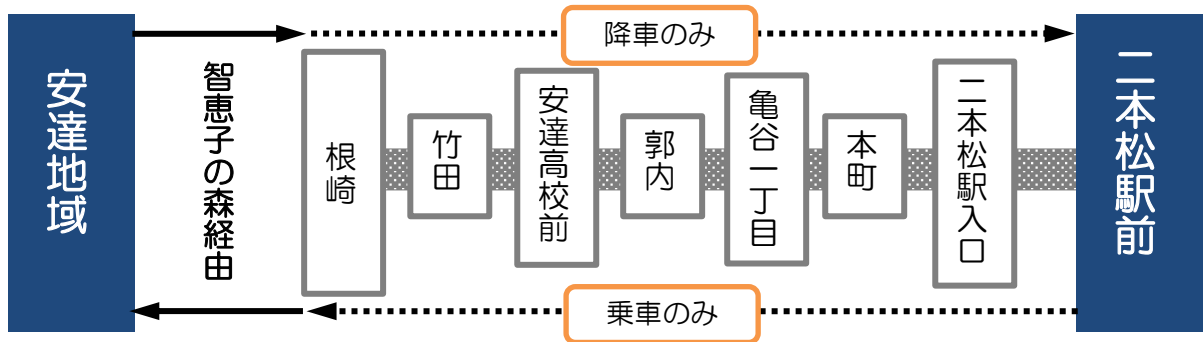 降車のみ
安達地域
智恵子の森経由
根崎
竹田
安達高校前
郭内
亀谷一丁目
本町
二本松駅入口
二本松駅前
乗車のみ